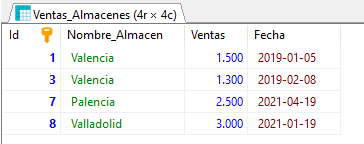 Ventas_Almacenes (4r × 4c)
Id Nombre_Almacen Ventas Fecha
1 Valencia 1.500 2019-01-05
3 Valencia 1.300 2019-02-08
7 Palencia 2.500 2021-04-19
8 Valladolid 3.000 2021-01-19